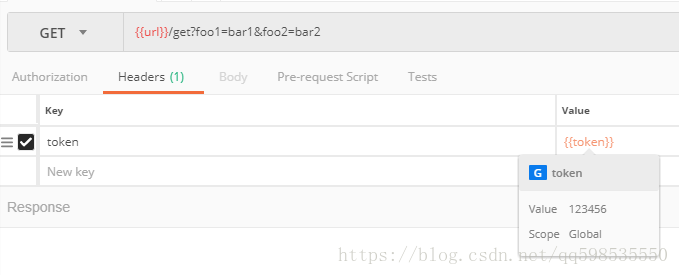 GET {{url}}/get?foo1=bar1&foo2=bar2
Authorization Headers (1) Body Pre-request Script Tests
Key Value
token {{token}}
New key
G token
Response
Value 123456
Scope Global
https://blog.csdn.net/qq598535550